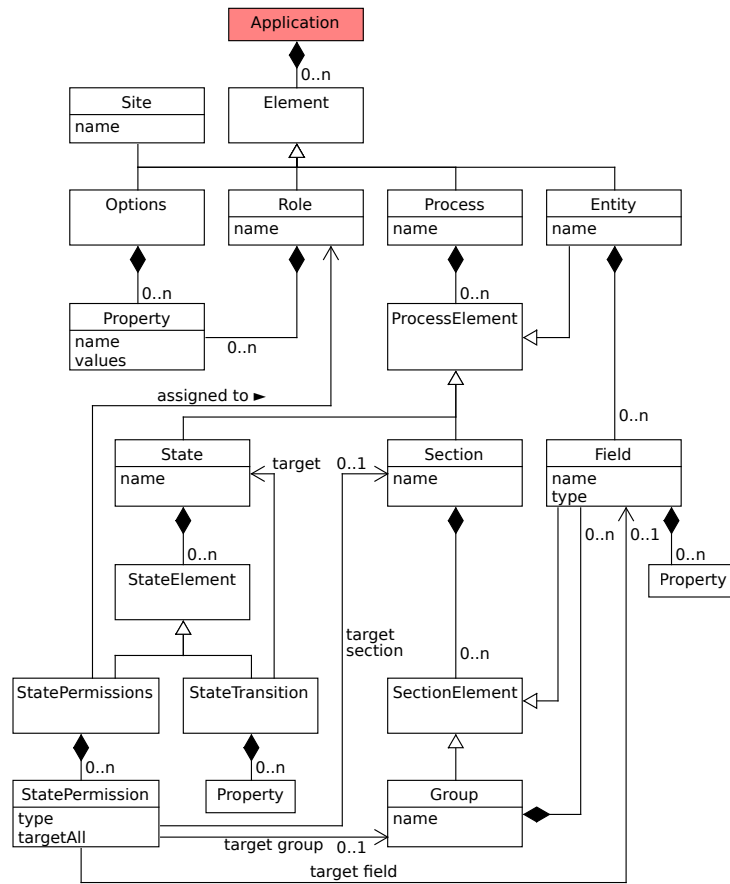 Application
0..n
Site
name
Element
Options
Role
name
Process
name
Entity
name
0..n
0..n
Property
name
values
0..n
ProcessElement
assigned to ►
0..n
State
name
target
0..1
Section
name
Field
name
type
0..n
0..n
0..1
0..n
StateElement
Property
target
section
0..n
StatePermissions
StateTransition
SectionElement
0..n
0..n
StatePermission
type
targetAll
Property
Group
name
target group
0..1
target field